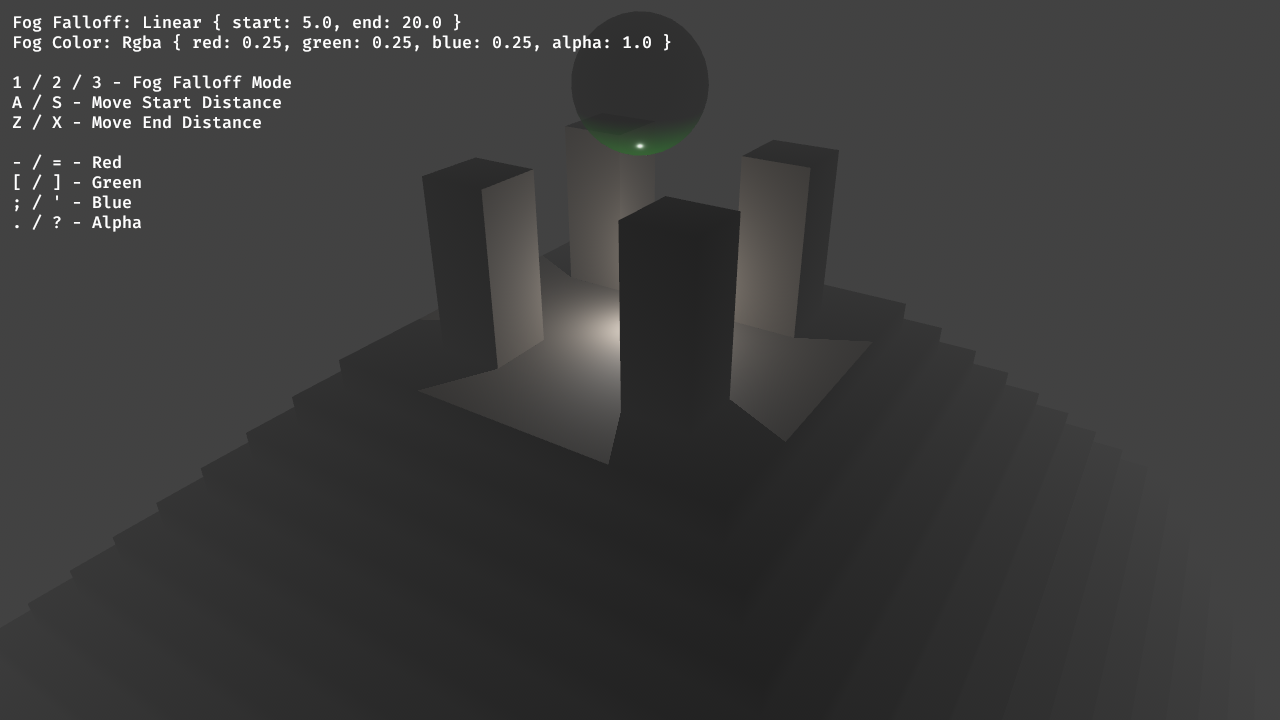 Fog Falloff: Linear { start: 5.0, end: 20.0 }
Fog Color: Rgba { red: 0.25, green: 0.25, blue: 0.25, alpha: 1.0 }
1 / 2 / 3 - Fog Falloff Mode
A / S - Move Start Distance
Z / X - Move End Distance
- / = - Red
[ / ] - Green
; / ' - Blue
. / ? - Alpha